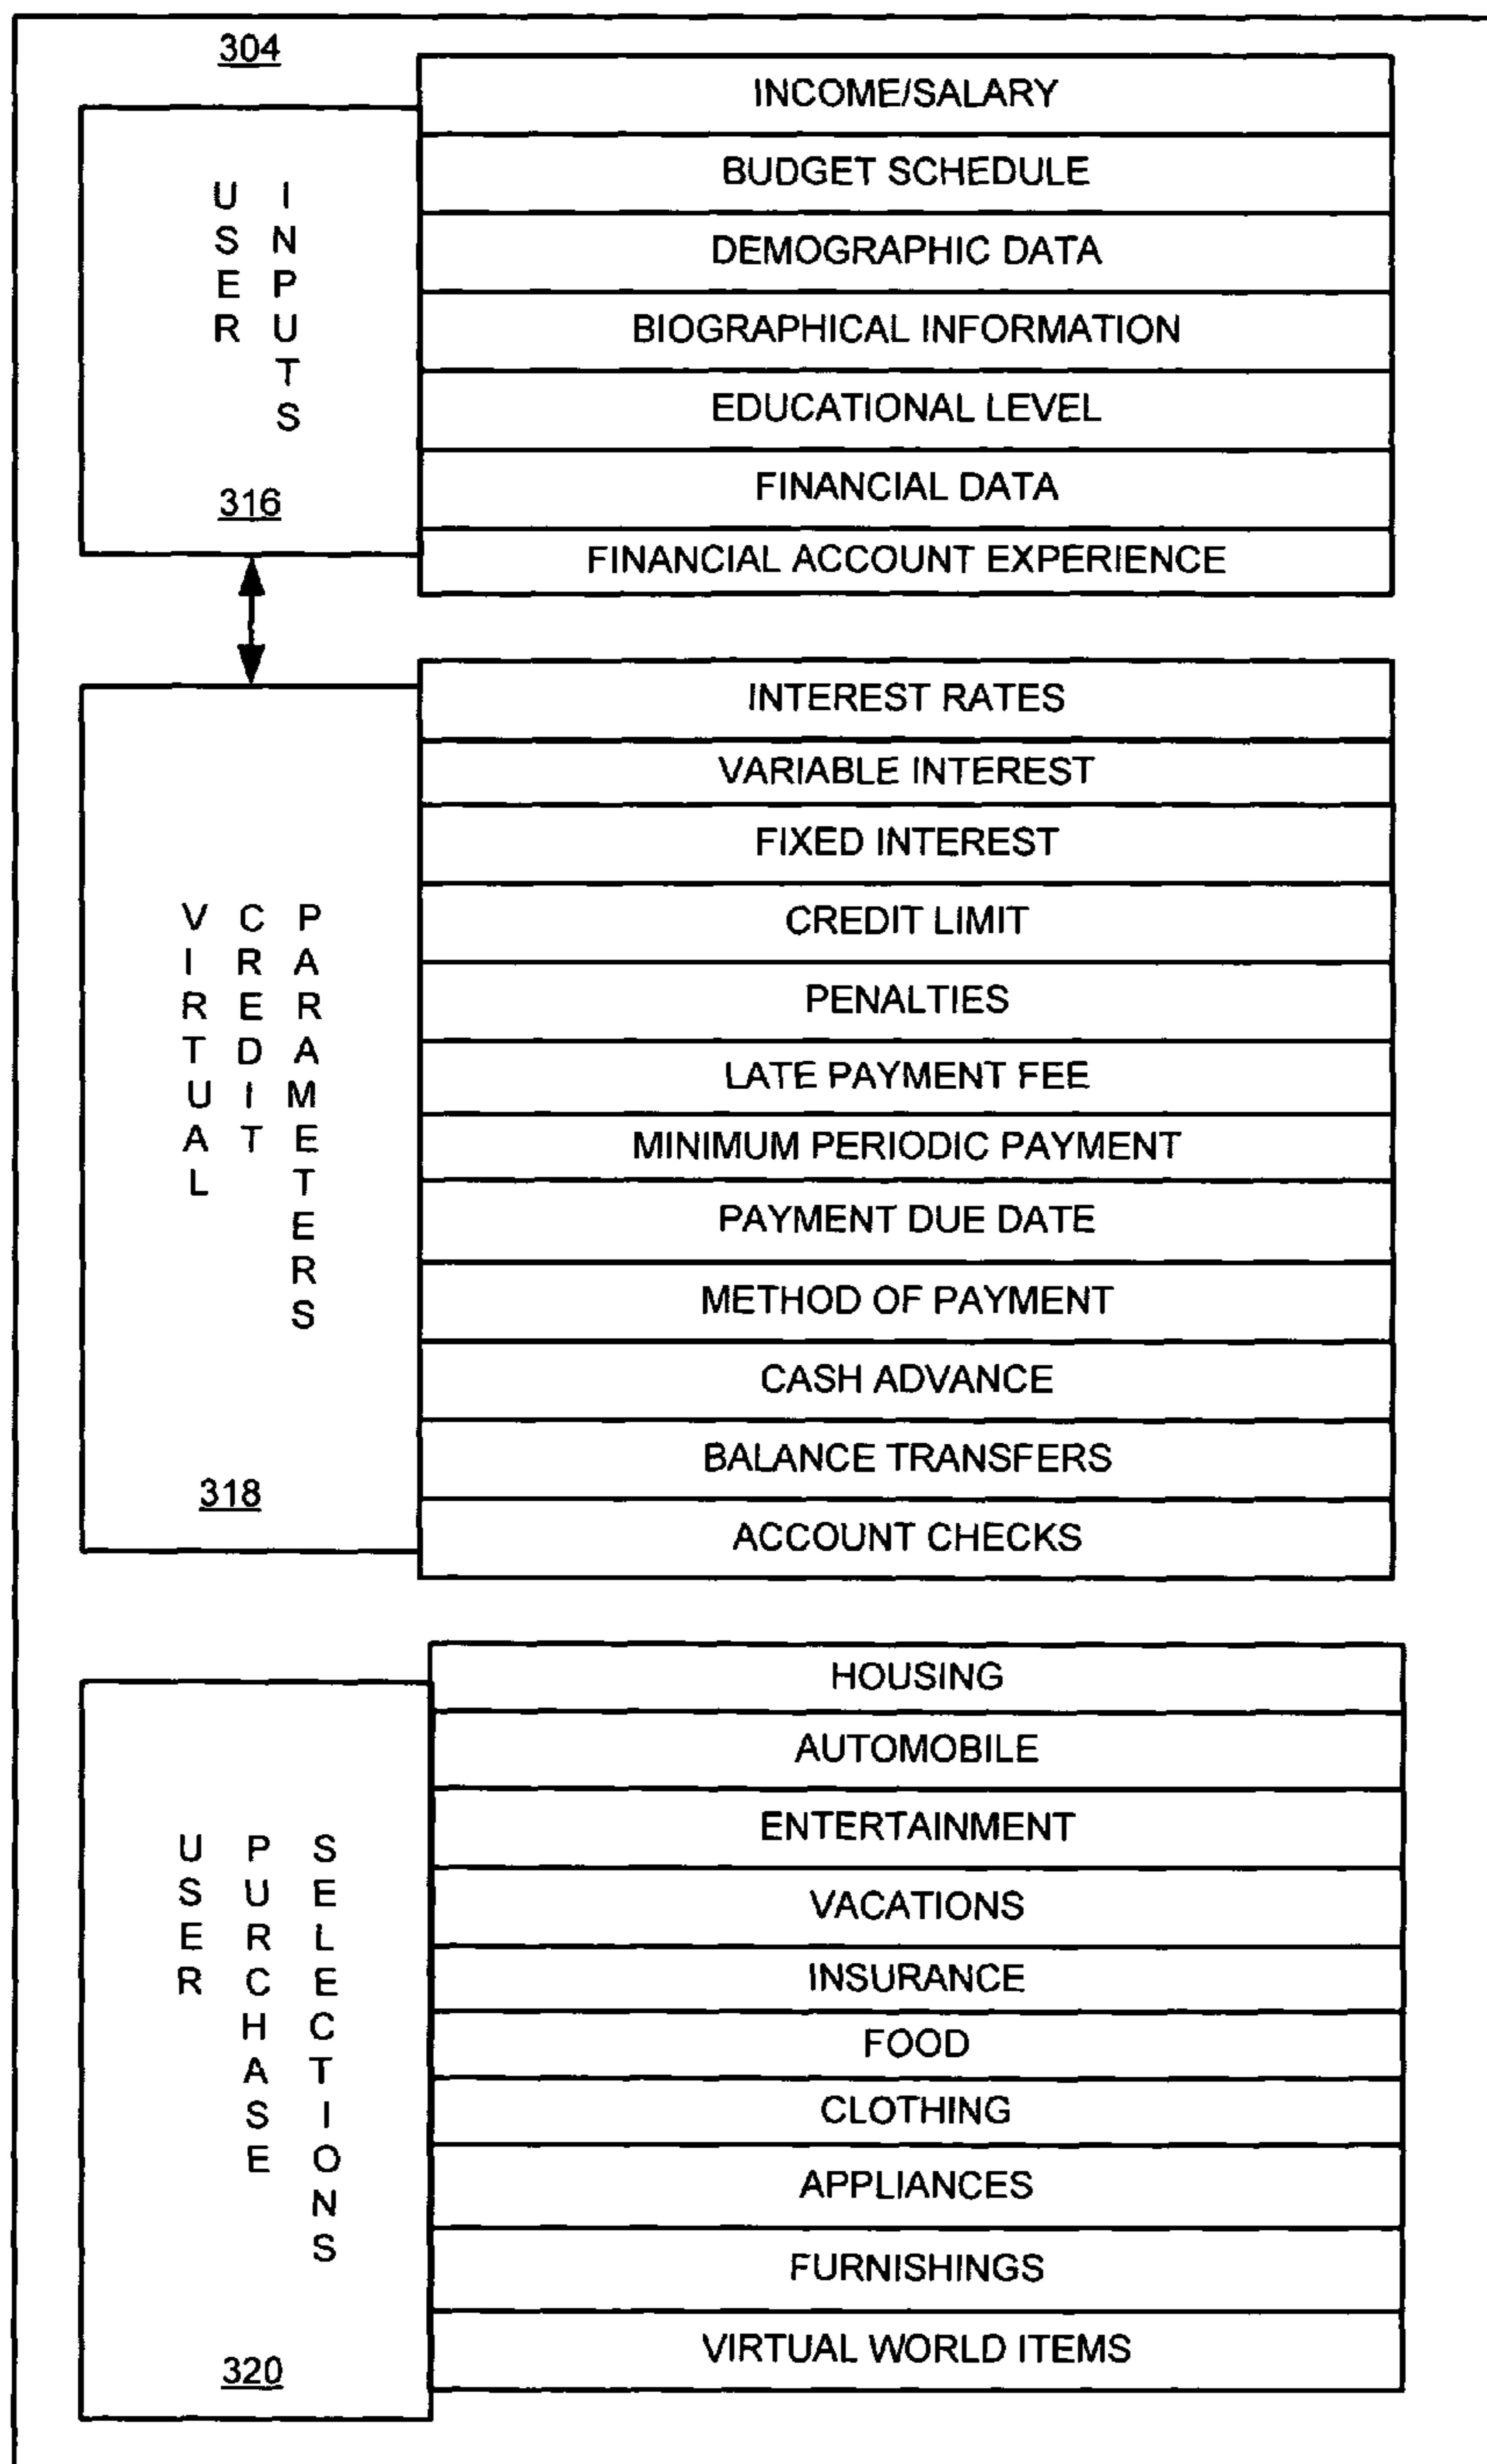 304
USER INPUTS
316
INCOME/SALARY
BUDGET SCHEDULE
DEMOGRAPHIC DATA
BIOGRAPHICAL INFORMATION
EDUCATIONAL LEVEL
FINANCIAL DATA
FINANCIAL ACCOUNT EXPERIENCE
VIRTUAL CREDIT PARAMETERS
318
INTEREST RATES
VARIABLE INTEREST
FIXED INTEREST
CREDIT LIMIT
PENALTIES
LATE PAYMENT FEE
MINIMUM PERIODIC PAYMENT
PAYMENT DUE DATE
METHOD OF PAYMENT
CASH ADVANCE
BALANCE TRANSFERS
ACCOUNT CHECKS
USER PURCHASE SELECTIONS
320
HOUSING
AUTOMOBILE
ENTERTAINMENT
VACATIONS
INSURANCE
FOOD
CLOTHING
APPLIANCES
FURNISHINGS
VIRTUAL WORLD ITEMS